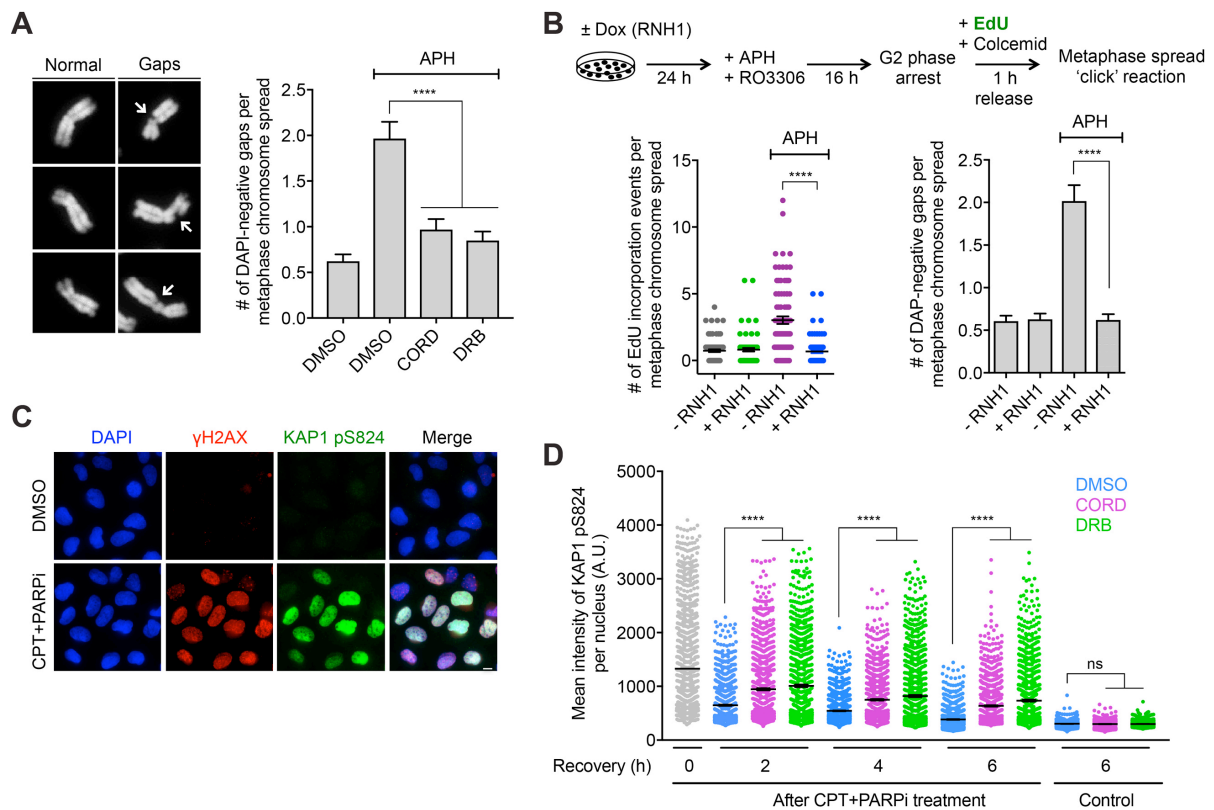 A
Normal
Gaps
# of DAPI-negative gaps per
metaphase chromosome spread
2.5
2.0
1.5
1.0
0.5
0.0
APH
****
DMSO
DMSO
CORD
DRB
B
± Dox (RNH1)
24 h
+ APH
+ RO3306
16 h
G2 phase
arrest
+ EdU
+ Colcemid
1 h
release
Metaphase spread
'click' reaction
# of EdU incorporation events per
metaphase chromosome spread
15
10
5
0
APH
****
- RNH1
+ RNH1
- RNH1
+ RNH1
# of DAP-negative gaps per
metaphase chromosome spread
2.5
2.0
1.5
1.0
0.5
0.0
APH
****
- RNH1
+ RNH1
- RNH1
+ RNH1
C
DAPI
γH2AX
KAP1 pS824
Merge
DMSO
CPT+PARPi
D
Mean intensity of KAP1 pS824
per nucleus (A.U.)
5000
4000
3000
2000
1000
0
DMSO
CORD
DRB
****
****
****
ns
Recovery (h)
0
2
4
6
6
After CPT+PARPi treatment
Control